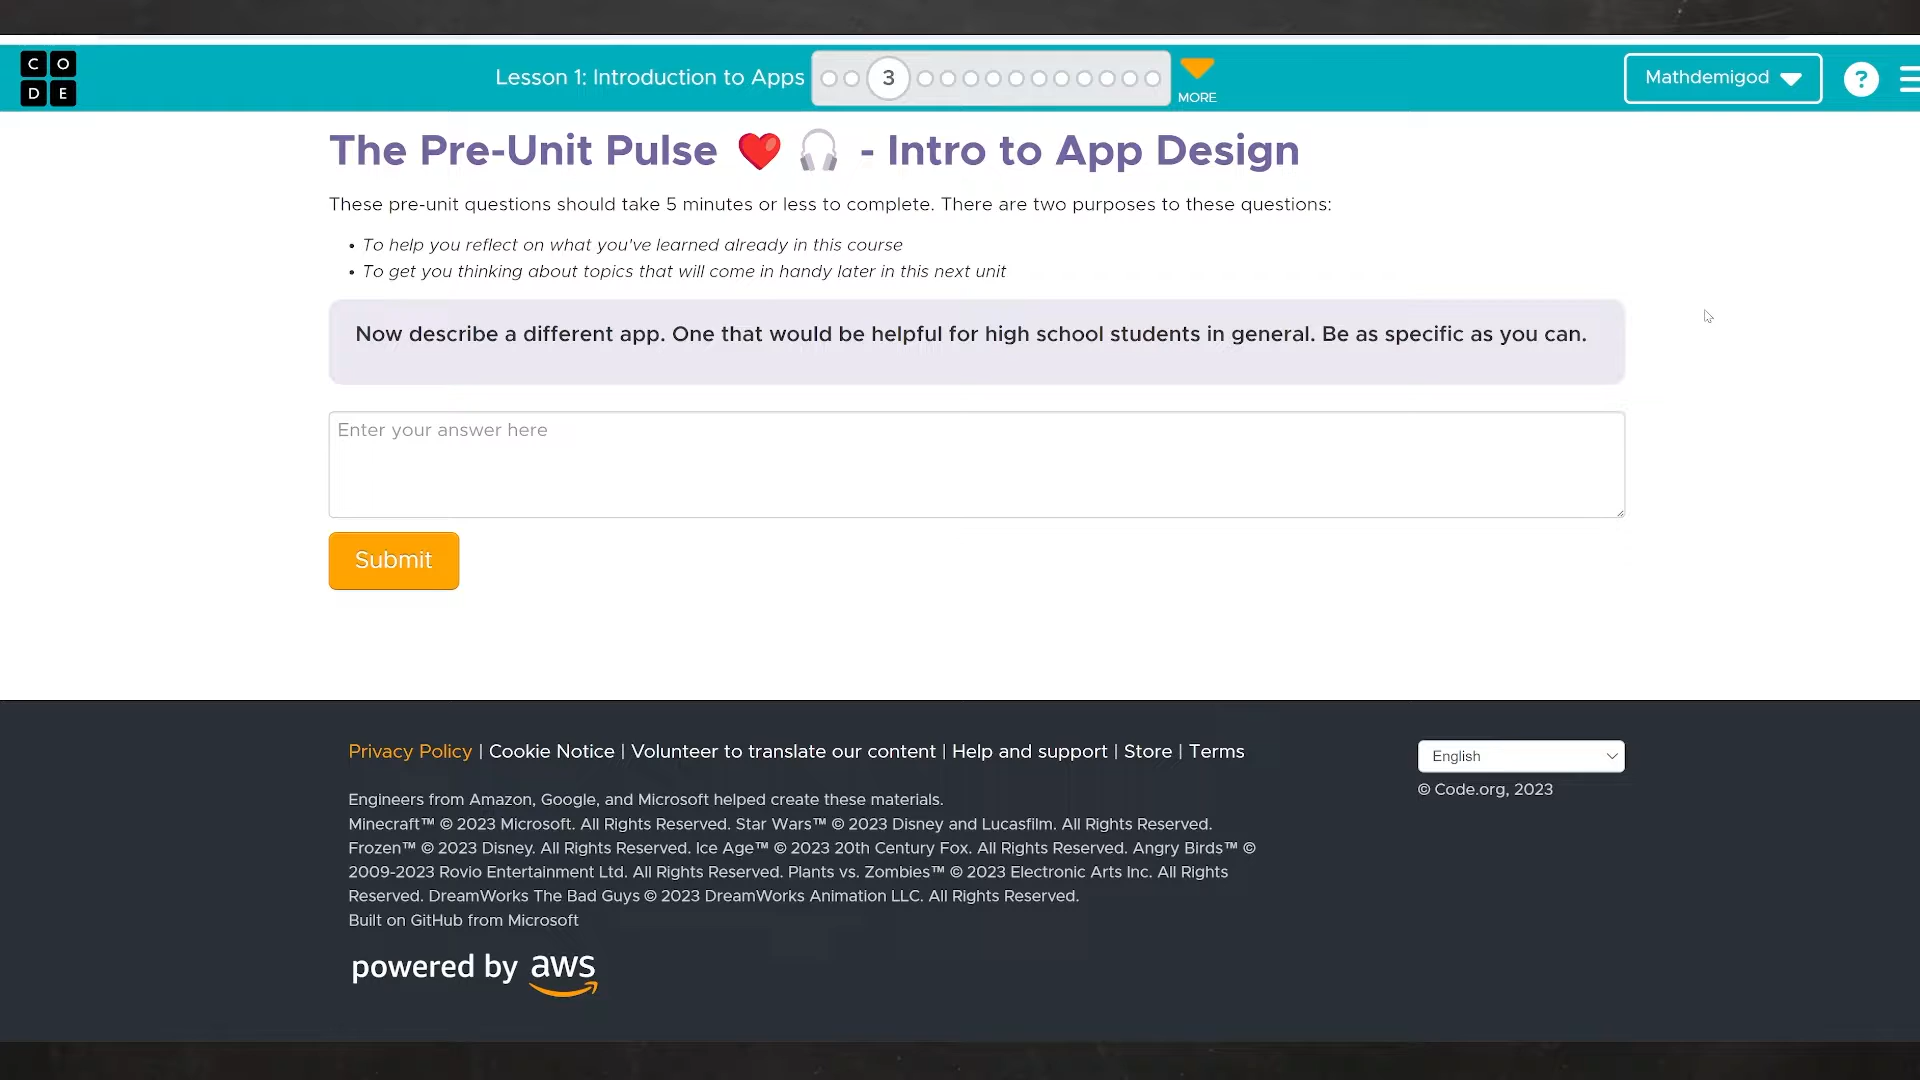 C O
D E
Lesson 1: Introduction to Apps
3
MORE
Mathdemigod
?
The Pre-Unit Pulse ❤️ 🎧 - Intro to App Design
These pre-unit questions should take 5 minutes or less to complete. There are two purposes to these questions:
• To help you reflect on what you've learned already in this course
• To get you thinking about topics that will come in handy later in this next unit
Now describe a different app. One that would be helpful for high school students in general. Be as specific as you can.
Enter your answer here
Submit
Privacy Policy | Cookie Notice | Volunteer to translate our content | Help and support | Store | Terms
English
© Code.org, 2023
Engineers from Amazon, Google, and Microsoft helped create these materials.
Minecraft™ © 2023 Microsoft. All Rights Reserved. Star Wars™ © 2023 Disney and Lucasfilm. All Rights Reserved.
Frozen™ © 2023 Disney. All Rights Reserved. Ice Age™ © 2023 20th Century Fox. All Rights Reserved. Angry Birds™ ©
2009-2023 Rovio Entertainment Ltd. All Rights Reserved. Plants vs. Zombies™ © 2023 Electronic Arts Inc. All Rights
Reserved. DreamWorks The Bad Guys © 2023 DreamWorks Animation LLC. All Rights Reserved.
Built on GitHub from Microsoft
powered by aws